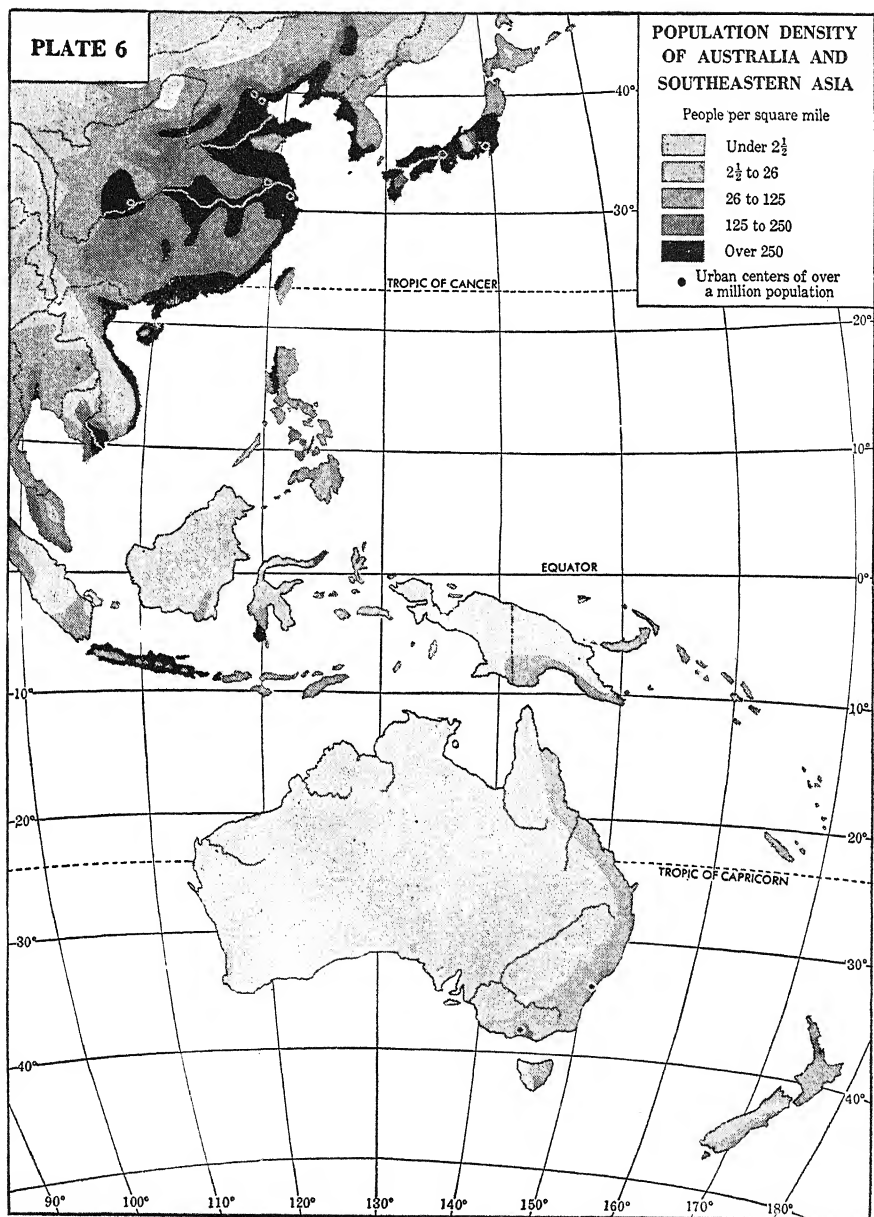 PLATE 6
POPULATION DENSITY
OF AUSTRALIA AND
SOUTHEASTERN ASIA
People per square mile
Under 2½
2½ to 26
26 to 125
125 to 250
Over 250
Urban centers of over
a million population
140°
120°
40°
30°
TROPIC OF CANCER
20°
10°
EQUATOR
0°
10°
10°
20°
20°
TROPIC OF CAPRICORN
30°
30°
40°
40°
90°
100°
110°
120°
130°
140°
150°
160°
170°
180°